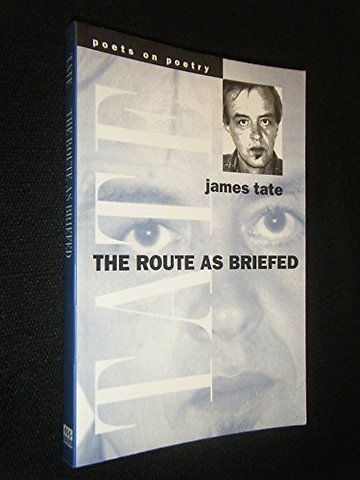 poets on poetry
james tate
THE ROUTE AS BRIEFED
TATE
TATE
THE ROUTE AS BRIEFED